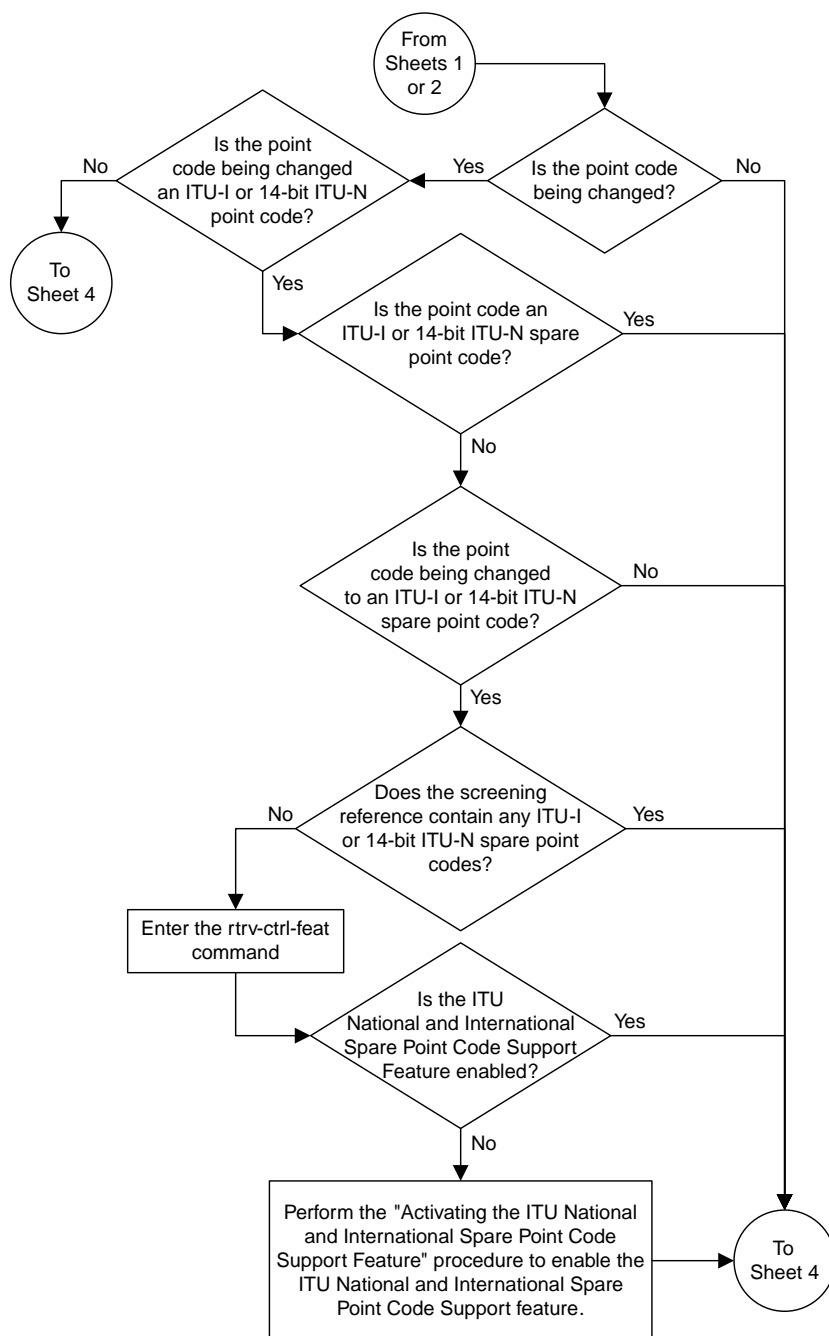 From
Sheets 1
or 2
Is the point code
being changed?
Yes
No
Is the point
code being changed
an ITU-I or 14-bit ITU-N
point code?
No
Yes
To
Sheet 4
Is the point code an
ITU-I or 14-bit ITU-N spare
point code?
Yes
No
Is the point
code being changed
to an ITU-I or 14-bit ITU-N
spare point code?
No
Yes
Does the screening
reference contain any ITU-I
or 14-bit ITU-N spare point
codes?
No
Yes
Enter the rtrv-ctrl-feat
command
Is the ITU
National and International
Spare Point Code Support
Feature enabled?
Yes
No
Perform the "Activating the ITU National
and International Spare Point Code
Support Feature" procedure to enable the
ITU National and International Spare
Point Code Support feature.
To
Sheet 4